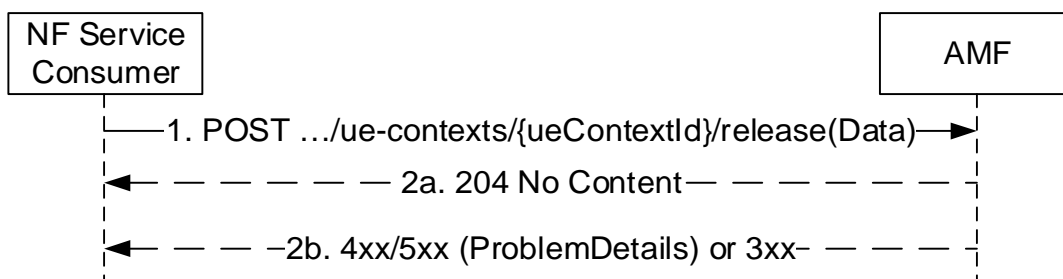 NF Service
Consumer
AMF
1. POST …/ue-contexts/{ueContextId}/release(Data)
2a. 204 No Content
2b. 4xx/5xx (ProblemDetails) or 3xx